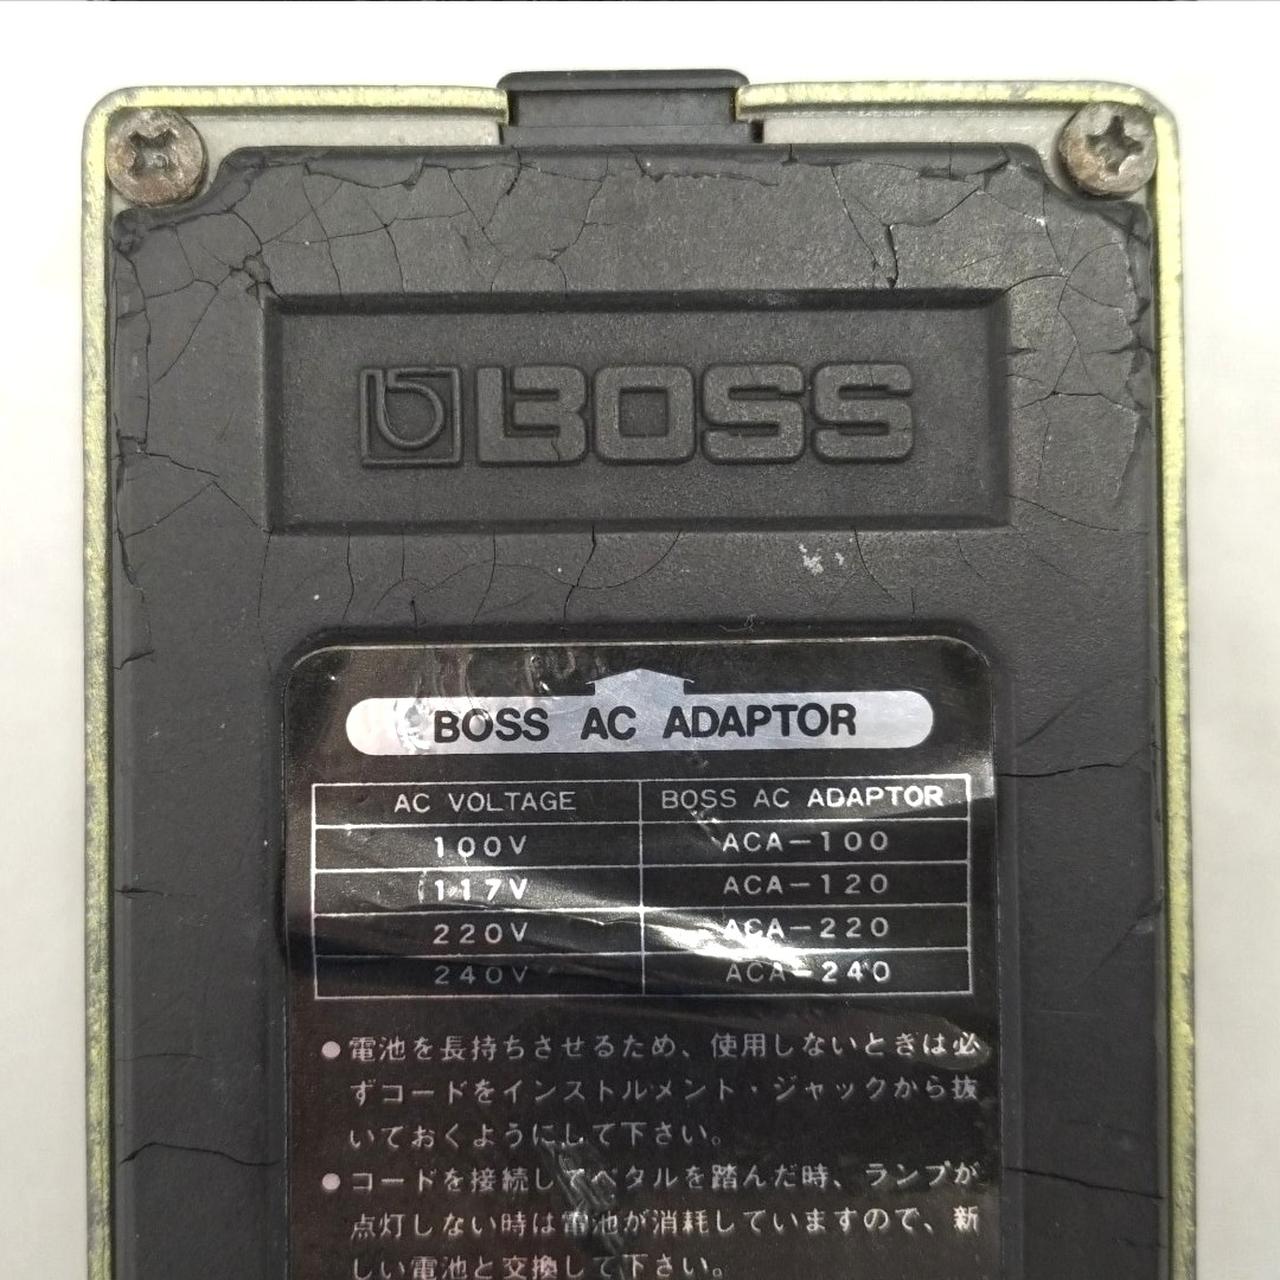 BOSS
BOSS AC ADAPTOR
AC VOLTAGE BOSS AC ADAPTOR
100V ACA-100
117V ACA-120
220V ACA-220
240V ACA-240
●電池を長持ちさせるため、使用しないときは必
ずコードをインストルメント・ジャックから抜
いておくようにして下さい。
●コードを接続してペタルを踏んだ時、ランプが
点灯しない時は電池が消耗していますので、新
しい電池と交換して下さい。